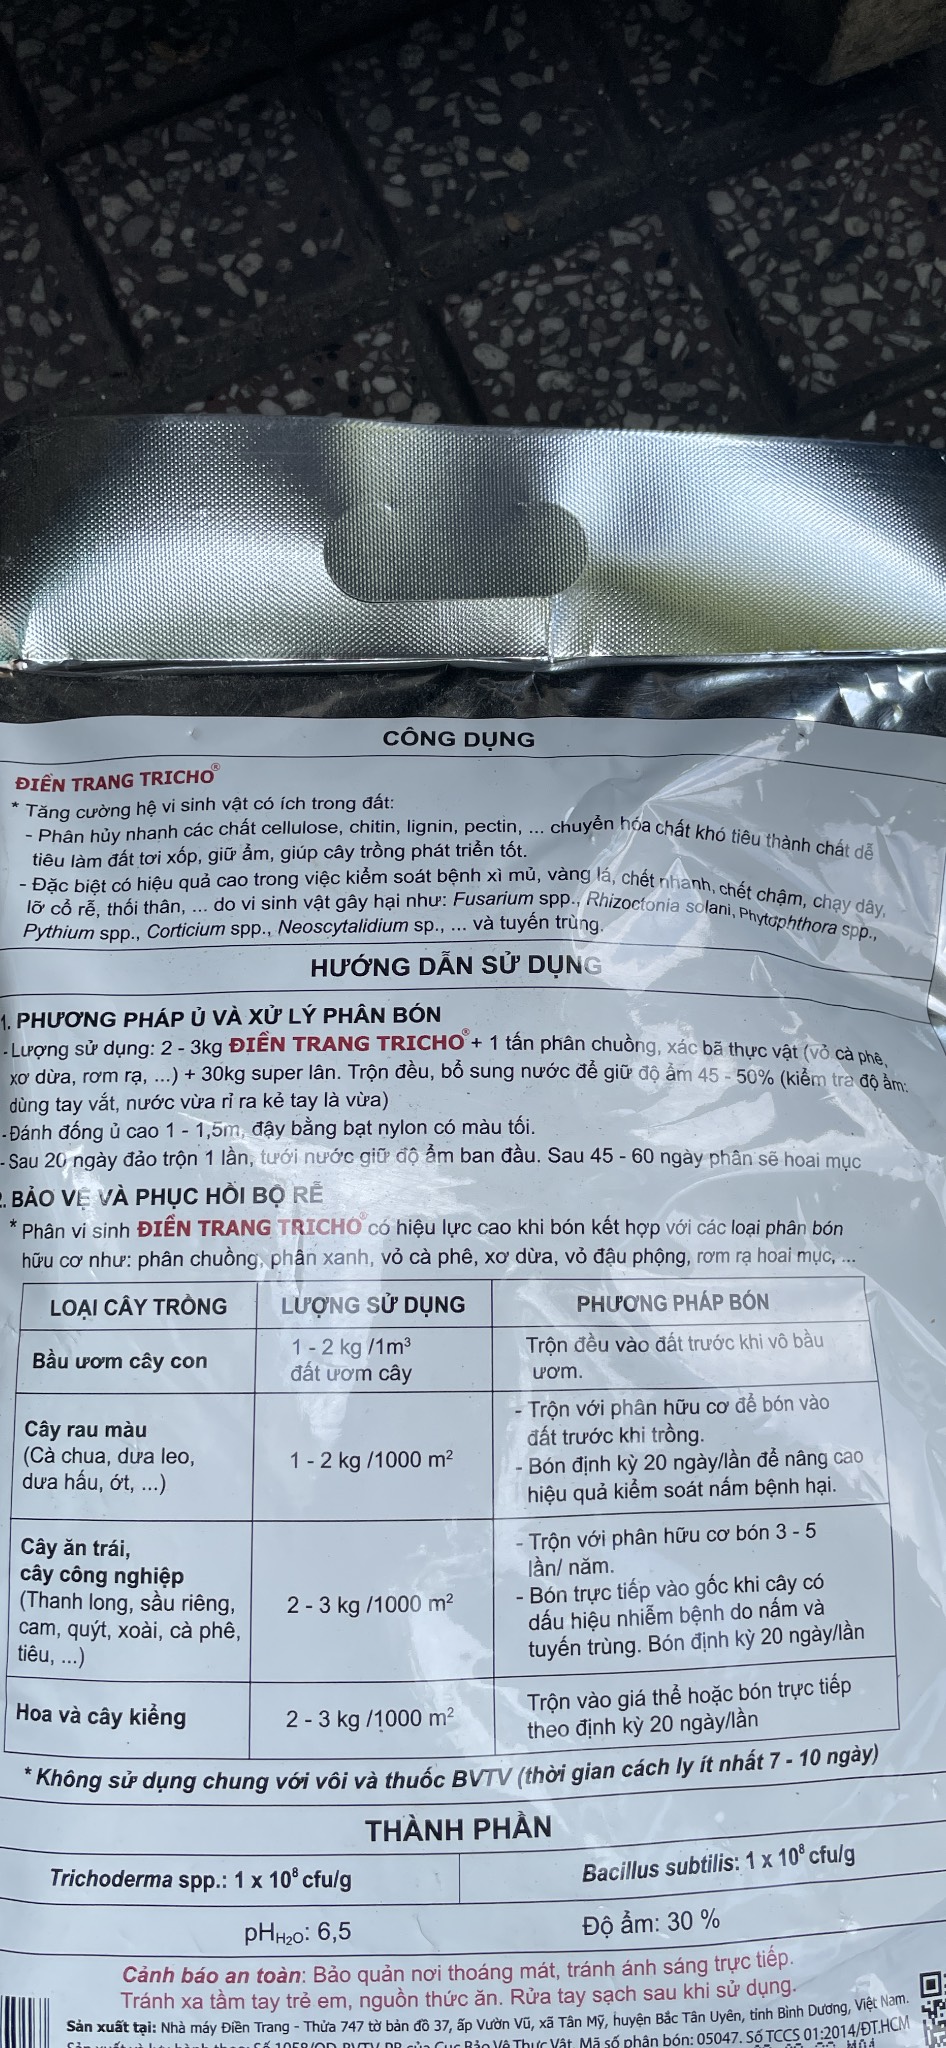 CÔNG DỤNG
ĐIỀN TRANG TRICHO®
* Tăng cường hệ vi sinh vật có ích trong đất:
- Phân hủy nhanh các chất cellulose, chitin, lignin, pectin, ... chuyển hóa chất khó tiêu thành chất dễ
tiêu làm đất tơi xốp, giữ ẩm, giúp cây trồng phát triển tốt.
- Đặc biệt có hiệu quả cao trong việc kiểm soát bệnh xì mủ, vàng lá, chết nhanh, chết chậm, chạy dây,
lỡ cổ rễ, thối thân, ... do vi sinh vật gây hại như: Fusarium spp., Rhizoctonia solani, Phytophthora spp.,
Pythium spp., Corticium spp., Neoscytalidium sp., ... và tuyến trùng.
HƯỚNG DẪN SỬ DỤNG
1. PHƯƠNG PHÁP Ủ VÀ XỬ LÝ PHÂN BÓN
- Lượng sử dụng: 2 - 3kg ĐIỀN TRANG TRICHO® + 1 tấn phân chuồng, xác bã thực vật (vỏ cà phê,
xơ dừa, rơm rạ, ...) + 30kg super lân. Trộn đều, bổ sung nước để giữ độ ẩm 45 - 50% (kiểm tra độ ẩm:
dùng tay vắt, nước vừa rỉ ra kẻ tay là vừa)
- Đánh đống ủ cao 1 - 1,5m, đậy bằng bạt nylon có màu tối.
- Sau 20 ngày đảo trộn 1 lần, tưới nước giữ độ ẩm ban đầu. Sau 45 - 60 ngày phân sẽ hoai mục
2. BẢO VỆ VÀ PHỤC HỒI BỘ RỄ
* Phân vi sinh ĐIỀN TRANG TRICHO® có hiệu lực cao khi bón kết hợp với các loại phân bón
hữu cơ như: phân chuồng, phân xanh, vỏ cà phê, xơ dừa, vỏ đậu phộng, rơm rạ hoai mục, ...
LOẠI CÂY TRỒNG LƯỢNG SỬ DỤNG PHƯƠNG PHÁP BÓN
Bầu ươm cây con
1 - 2 kg /1m³
đất ươm cây
Trộn đều vào đất trước khi vô bầu
ươm.
Cây rau màu
(Cà chua, dưa leo,
dưa hấu, ớt, ...)
1 - 2 kg /1000 m²
- Trộn với phân hữu cơ để bón vào
đất trước khi trồng.
- Bón định kỳ 20 ngày/lần để nâng cao
hiệu quả kiểm soát nấm bệnh hại.
Cây ăn trái,
cây công nghiệp
(Thanh long, sầu riêng,
cam, quýt, xoài, cà phê,
tiêu, ...)
2 - 3 kg /1000 m²
- Trộn với phân hữu cơ bón 3 - 5
lần/ năm.
- Bón trực tiếp vào gốc khi cây có
dấu hiệu nhiễm bệnh do nấm và
tuyến trùng. Bón định kỳ 20 ngày/lần
Hoa và cây kiểng
2 - 3 kg /1000 m²
Trộn vào giá thể hoặc bón trực tiếp
theo định kỳ 20 ngày/lần
* Không sử dụng chung với vôi và thuốc BVTV (thời gian cách ly ít nhất 7 - 10 ngày)
THÀNH PHẦN
Trichoderma spp.: 1 x 10⁸ cfu/g
Bacillus subtilis: 1 x 10⁸ cfu/g
pHH₂O: 6,5
Độ ẩm: 30 %
Cảnh báo an toàn: Bảo quản nơi thoáng mát, tránh ánh sáng trực tiếp.
Tránh xa tầm tay trẻ em, nguồn thức ăn. Rửa tay sạch sau khi sử dụng.
Sản xuất tại: Nhà máy Điền Trang - Thửa 747 tờ bản đồ 37, ấp Vườn Vũ, xã Tân Mỹ, huyện Bắc Tân Uyên, tỉnh Bình Dương, Việt Nam.
Cục Bảo Vệ Thực Vật. Mã số phân bón: 05047. Số TCCS 01:2014/ĐT.HCM